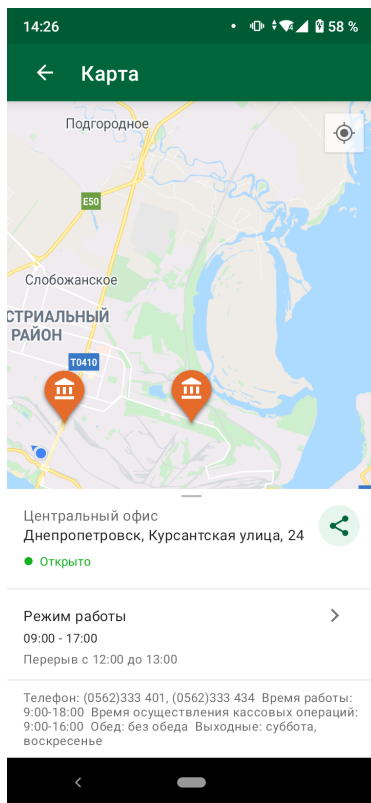 14:26
58 %
Карта
Подгородное
E50
Слобожанское
СТРИАЛЬНЫЙ
РАЙОН
T0410
Центральный офис
Днепропетровск, Курсантская улица, 24
Открыто
Режим работы
09:00 - 17:00
Перерыв с 12:00 до 13:00
Телефон: (0562)333 401, (0562)333 434 Время работы:
9:00-18:00 Время осуществления кассовых операций:
9:00-16:00 Обед: без обеда Выходные: суббота,
воскресенье